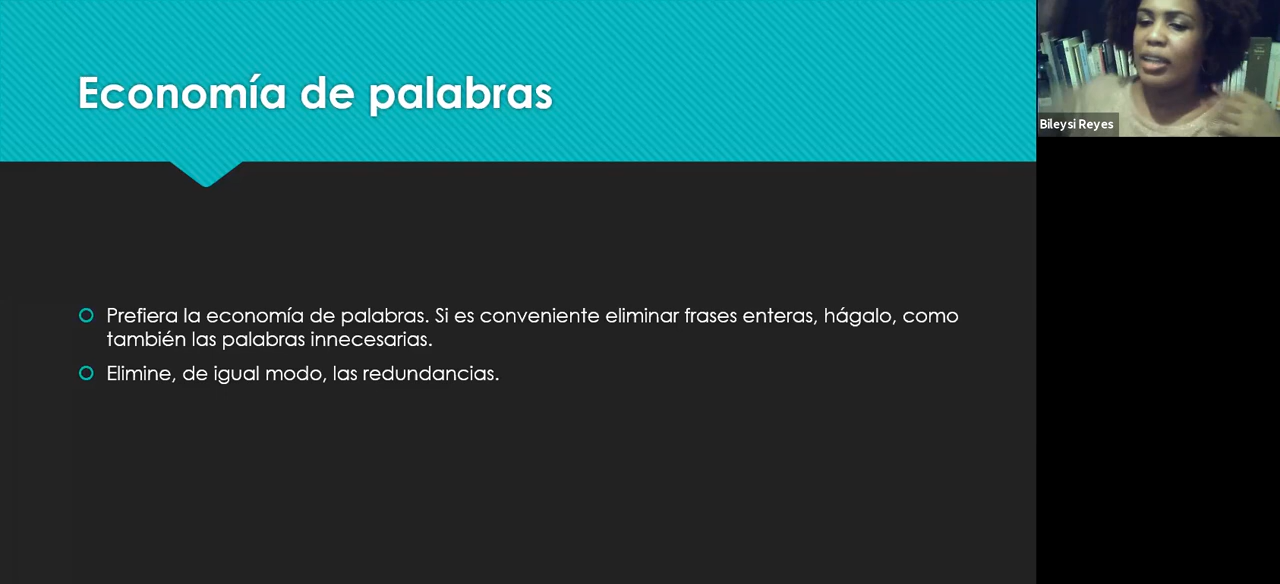 Economía de palabras
Bileysi Reyes
Prefiera la economía de palabras. Si es conveniente eliminar frases enteras, hágalo, como
también las palabras innecesarias.
Elimine, de igual modo, las redundancias.